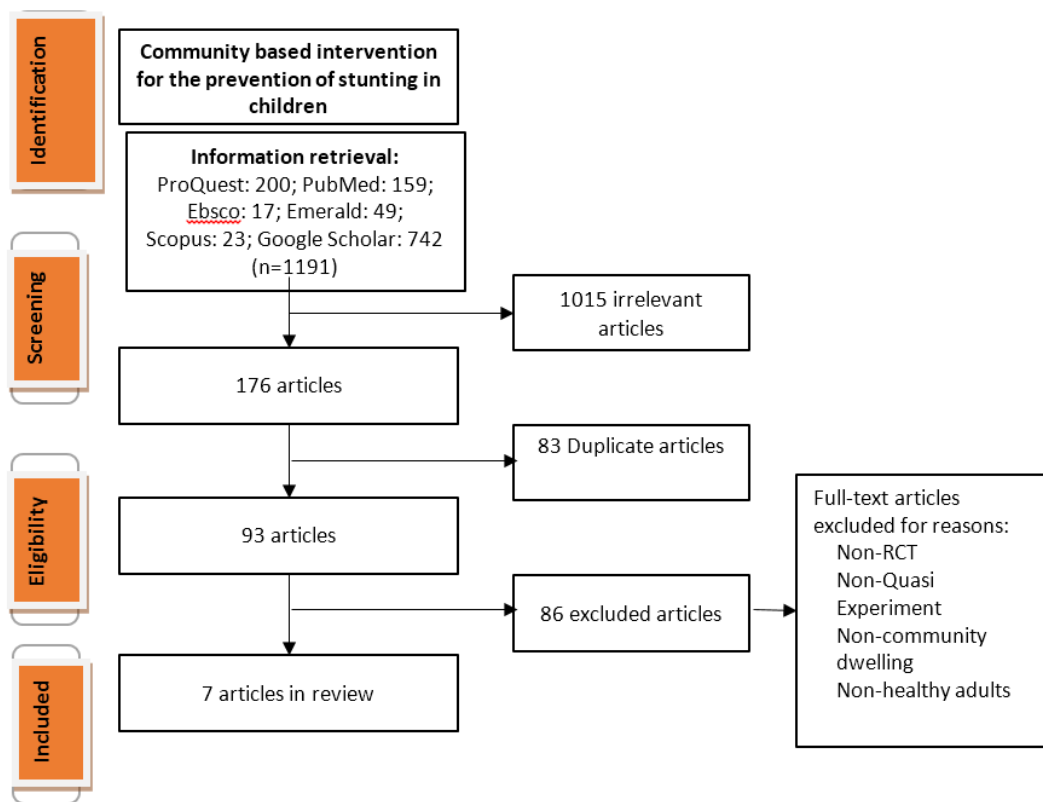 Identification
Community based intervention
for the prevention of stunting in
children
Information retrieval:
ProQuest: 200; PubMed: 159;
Ebsco: 17; Emerald: 49;
Scopus: 23; Google Scholar: 742
(n=1191)
Screening
1015 irrelevant
articles
176 articles
83 Duplicate articles
Eligibility
93 articles
Full-text articles
excluded for reasons:
Non-RCT
Non-Quasi
Experiment
Non-community
dwelling
Non-healthy adults
86 excluded articles
Included
7 articles in review